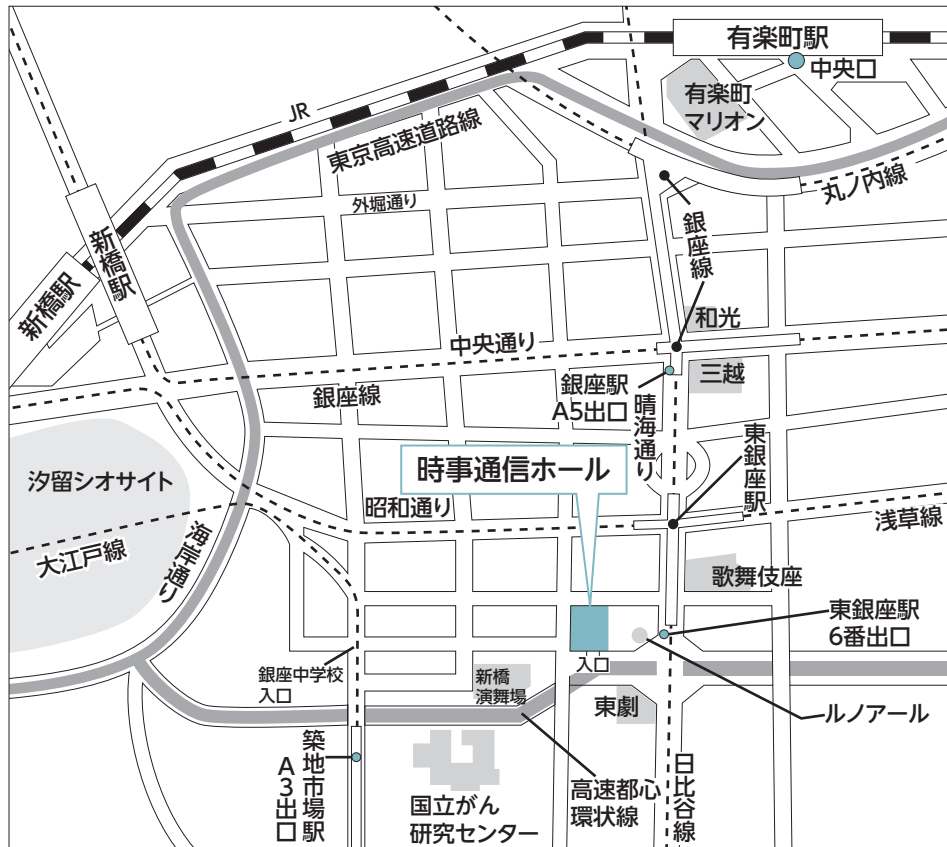 有楽町駅
中央口
有楽町
マリオン
JR
東京高速道路線
丸ノ内線
外堀通り
銀座線
新橋駅
新橋駅
和光
中央通り
三越
銀座線
銀座駅
A5出口
晴海通り
東銀座駅
時事通信ホール
汐留シオサイト
昭和通り
浅草線
大江戸線
海岸通り
歌舞伎座
東銀座駅
6番出口
入口
銀座中学校
入口
新橋
演舞場
東劇
ルノアール
築地市場駅
A3出口
国立がん
研究センター
高速都心
環状線
日比谷線